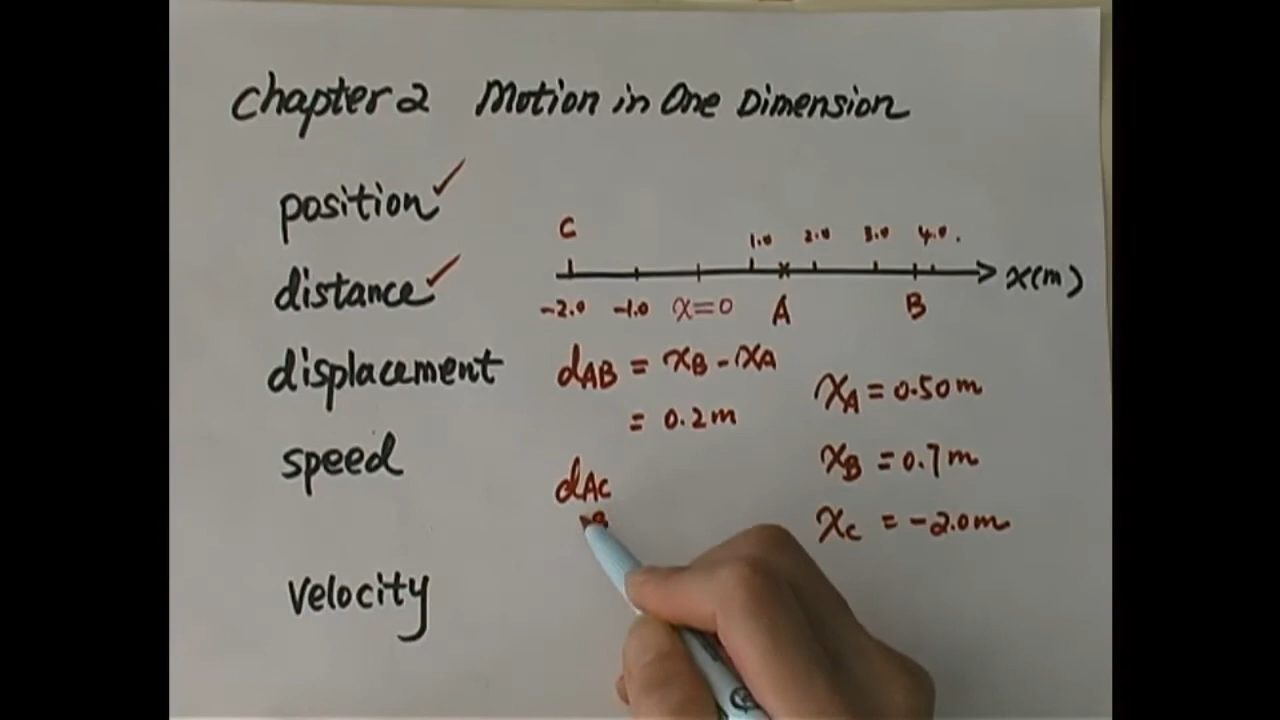 chapter 2 Motion in One Dimension
position ✓
C
1.0 2.0 3.0 4.0
distance ✓
x(m)
-2.0 -1.0 x=0 A B
displacement
dAB = xB - xA
xA = 0.50m
= 0.2m
speed
xB = 0.7m
dAC
xC = -2.0m
velocity